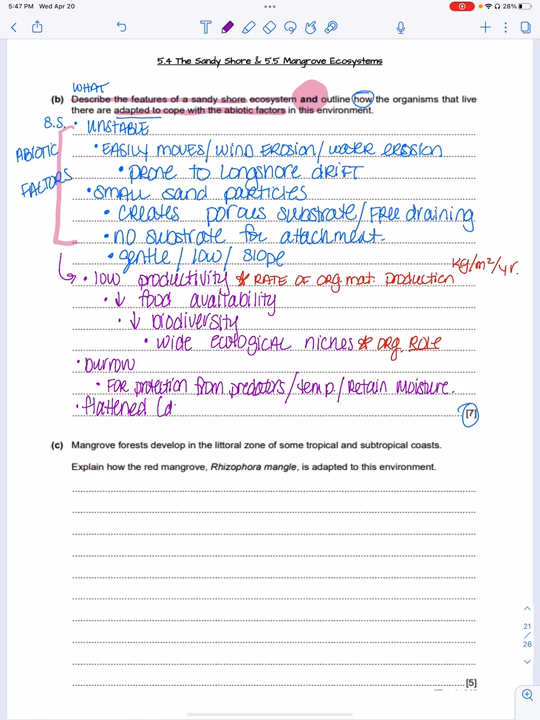 5:47 PM Wed Apr 20
28%
5.4 The Sandy Shore & 5.5 Mangrove Ecosystems
WHAT
(b) Describe the features of a sandy shore ecosystem and outline how the organisms that live
there are adapted to cope with the abiotic factors in this environment.
S.S. • UNSTABLE
ABIOTIC FACTORS
• EASILY MOVES/WIND EROSION/WATER EROSION
• PRONE TO LONGSHORE DRIFT
• SMALL SAND PARTICLES
• CREATES POROUS SUBSTRATE/FREE DRAINING
• NO SUBSTRATE FOR ATTACHMENT.
• gentle/LOW/SLOPE
kg/m²/yr.
• low productivity * RATE OF ORG MAT. PRODUCTION
• ↓ food availability
• ↓ biodiversity
• WIDE ECOLOGICAL NICHES * ORG. ROLE
• burrow
• FOR protection from predators/temp./Retain moisture.
• flattened (d
[7]
(c) Mangrove forests develop in the littoral zone of some tropical and subtropical coasts.
Explain how the red mangrove, Rhizophora mangle, is adapted to this environment.
[5]
21
/
26